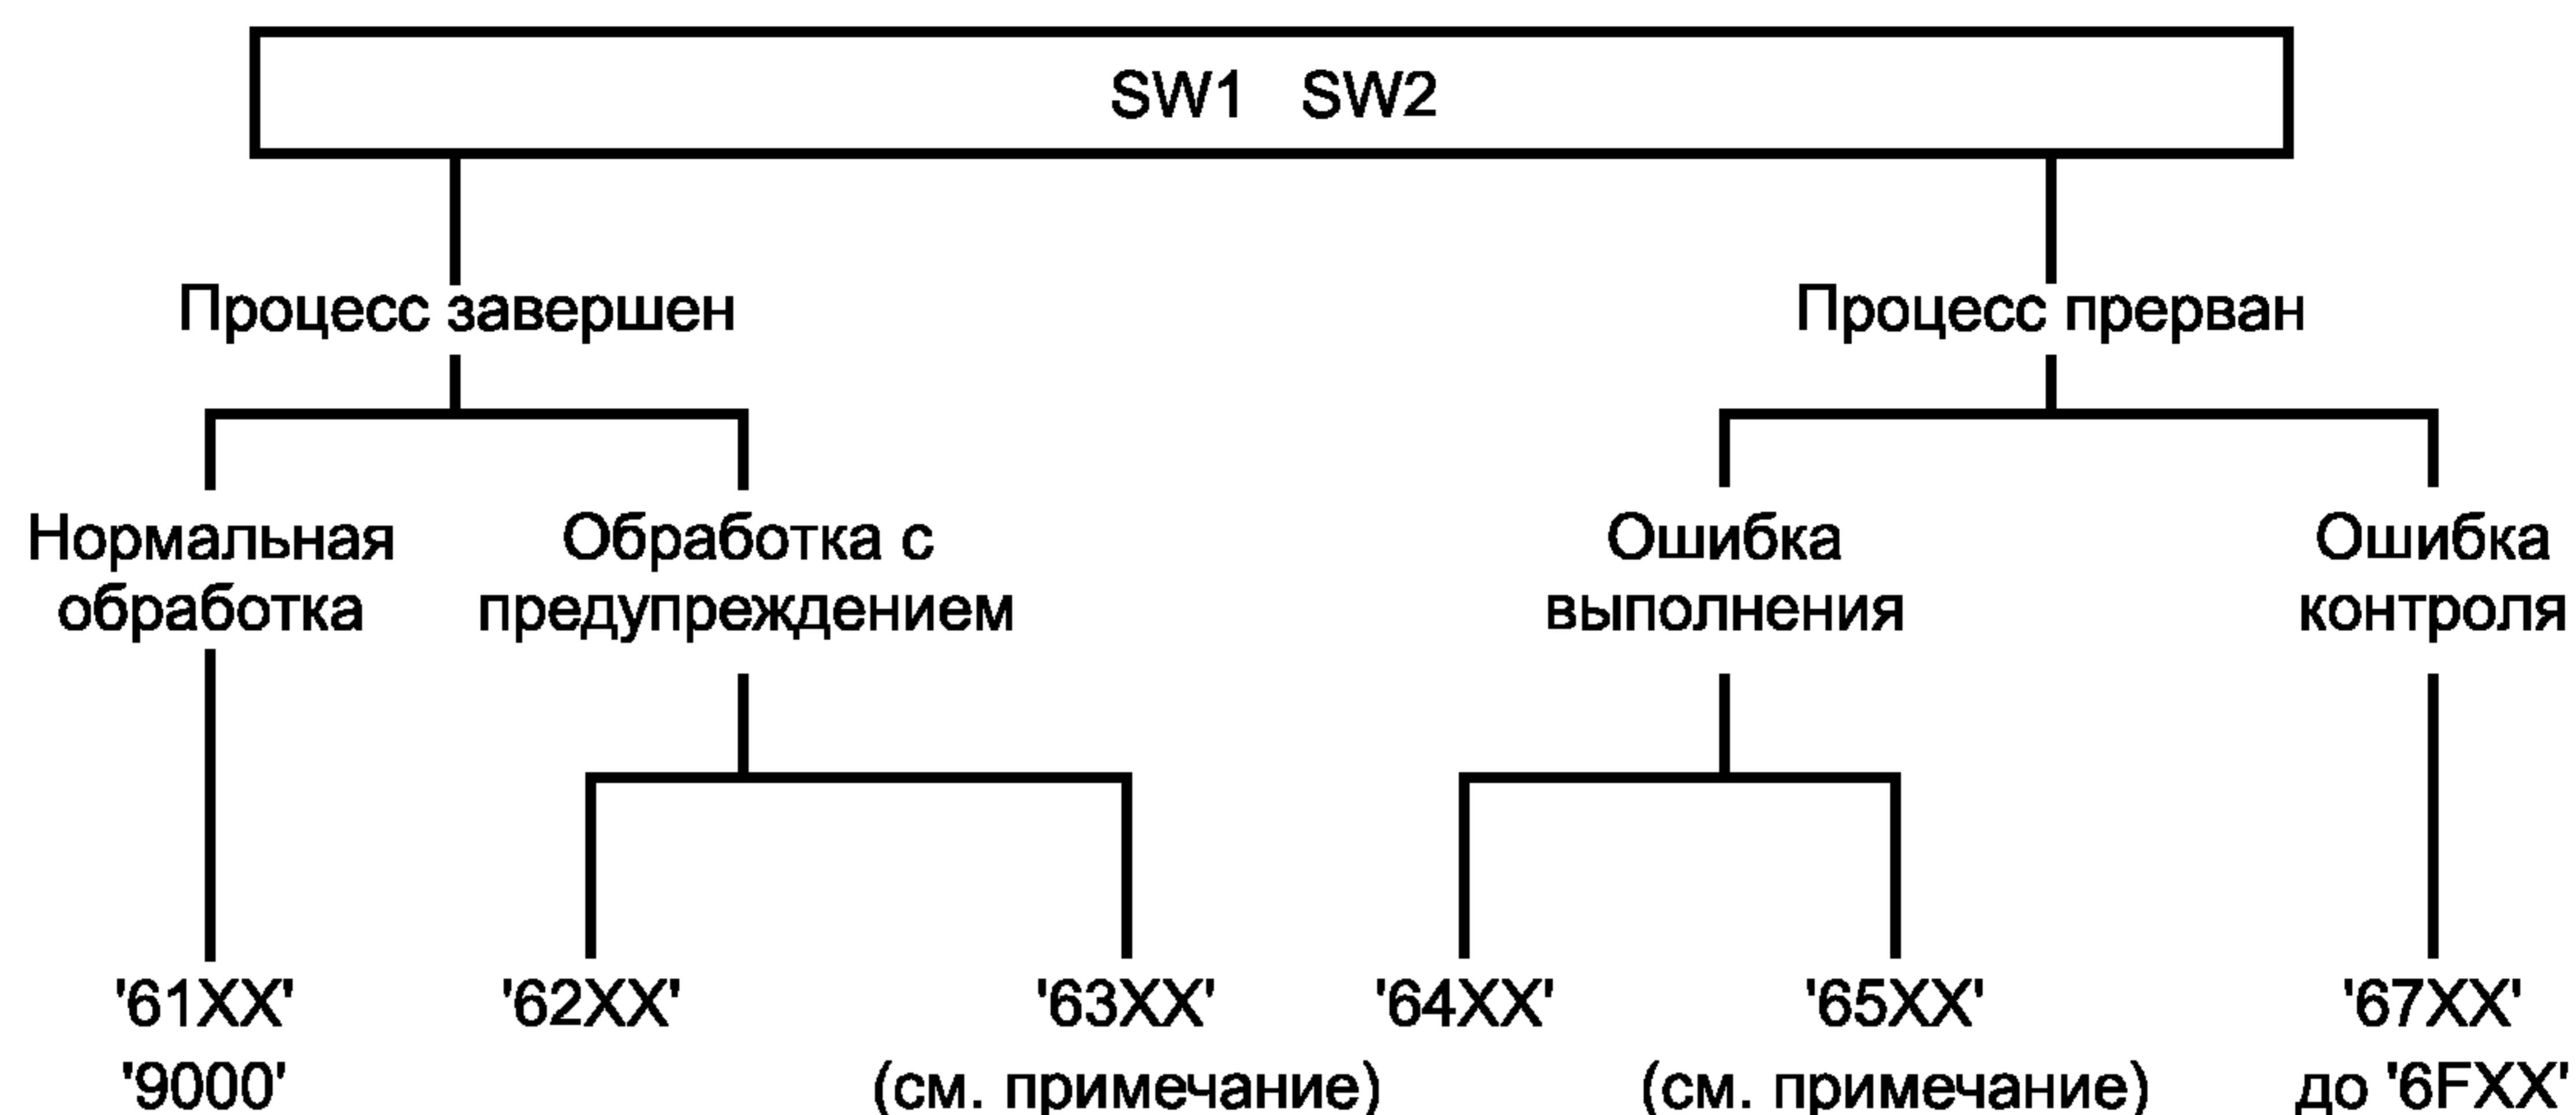 SW1 SW2
Процесс завершен
Процесс прерван
Нормальная
обработка
Обработка с
предупреждением
Ошибка
выполнения
Ошибка
контроля
'61XX'
'9000'
'62XX'
'63XX'
(см. примечание)
'64XX'
'65XX'
(см. примечание)
'67XX'
до '6FXX'